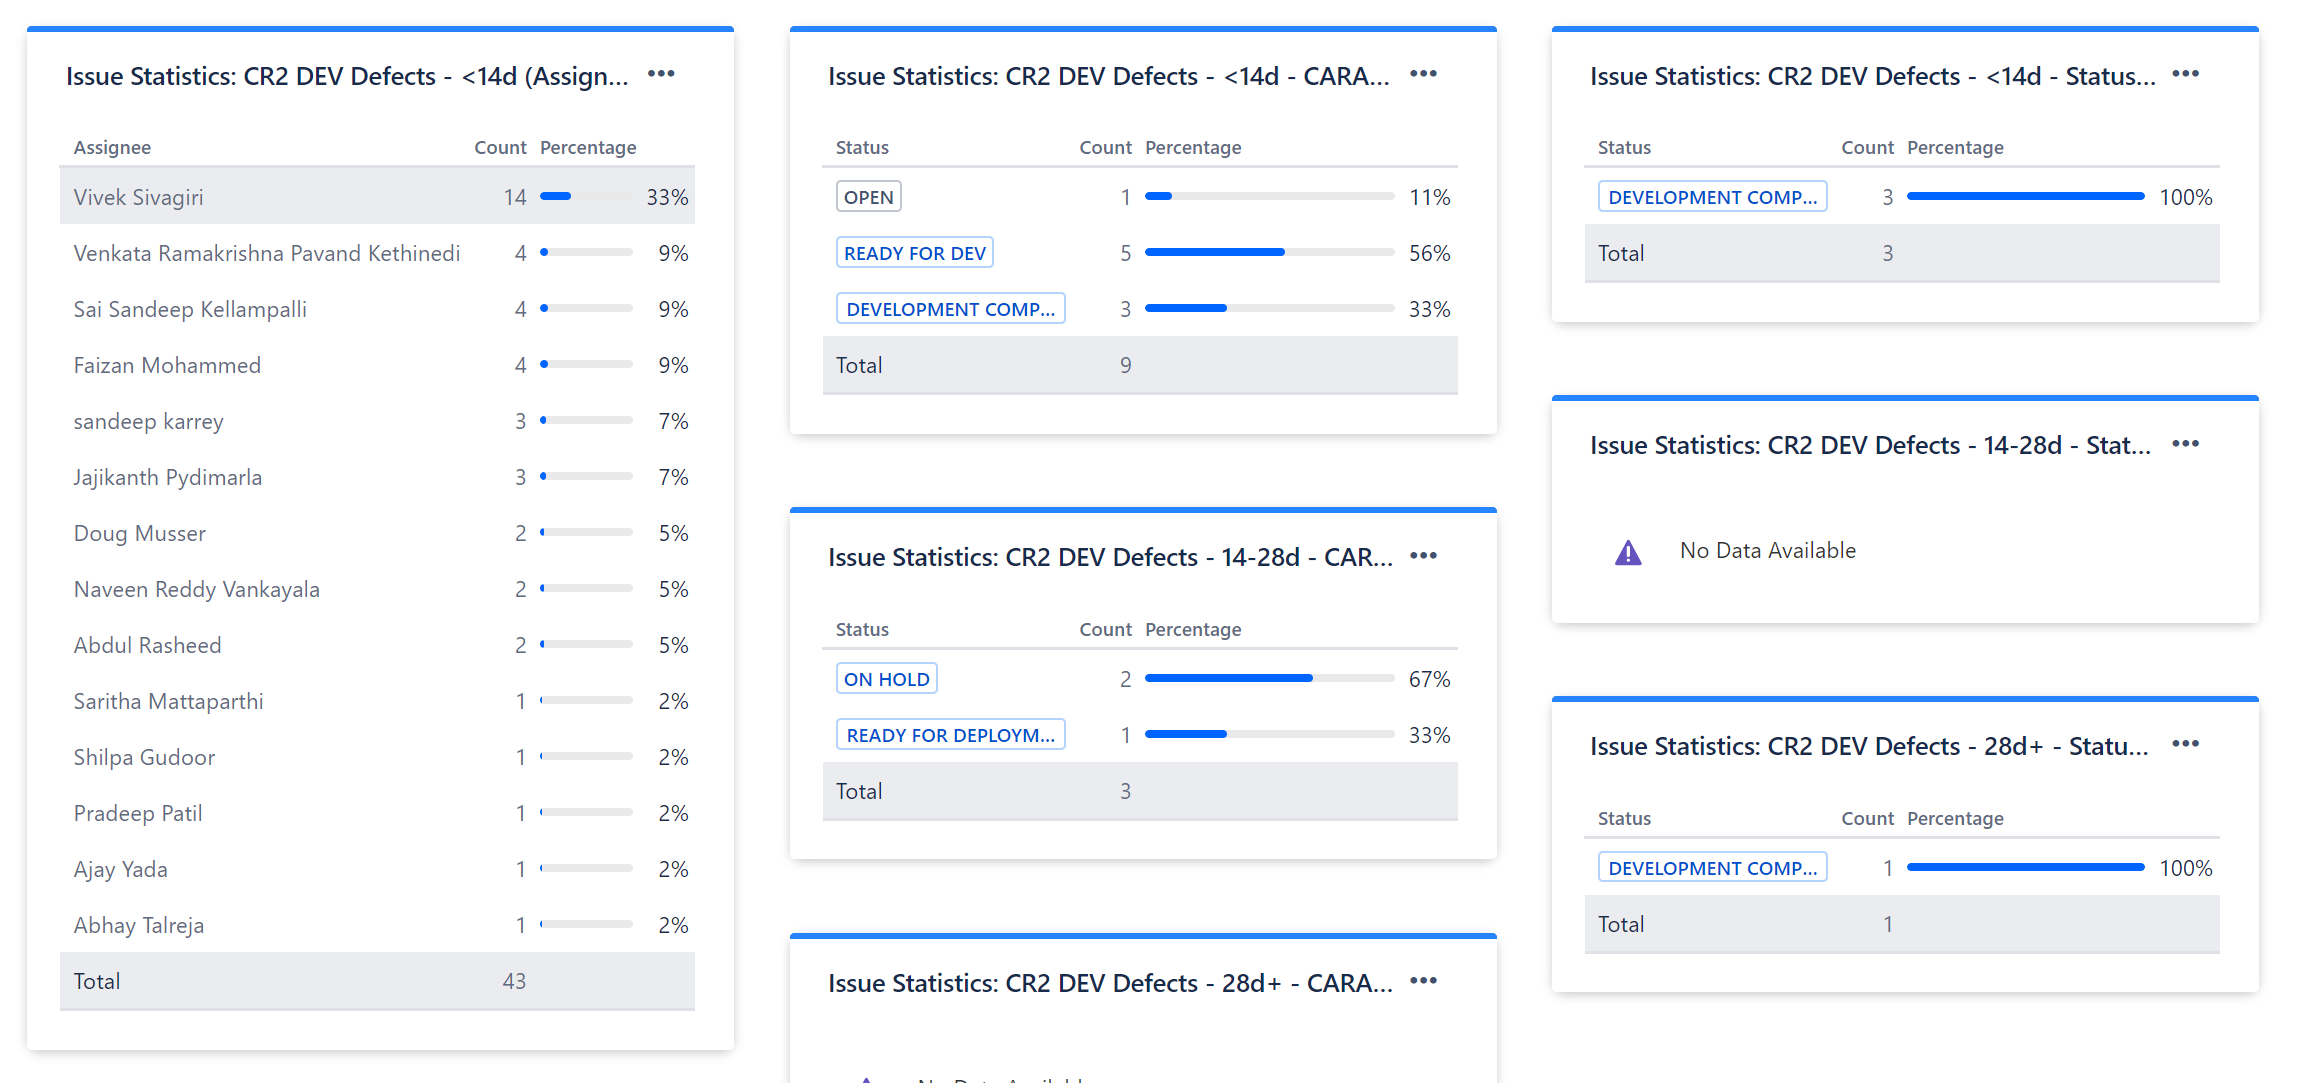 Issue Statistics: CR2 DEV Defects - <14d (Assign...
Assignee Count Percentage
Vivek Sivagiri 14 33%
Venkata Ramakrishna Pavand Kethinedi 4 9%
Sai Sandeep Kellampalli 4 9%
Faizan Mohammed 4 9%
sandeep karrey 3 7%
Jajikanth Pydimarla 3 7%
Doug Musser 2 5%
Naveen Reddy Vankayala 2 5%
Abdul Rasheed 2 5%
Saritha Mattaparthi 1 2%
Shilpa Gudoor 1 2%
Pradeep Patil 1 2%
Ajay Yada 1 2%
Abhay Talreja 1 2%
Total 43
Issue Statistics: CR2 DEV Defects - <14d - CARA...
Status Count Percentage
OPEN 1 11%
READY FOR DEV 5 56%
DEVELOPMENT COMP... 3 33%
Total 9
Issue Statistics: CR2 DEV Defects - 14-28d - CAR...
Status Count Percentage
ON HOLD 2 67%
READY FOR DEPLOYM... 1 33%
Total 3
Issue Statistics: CR2 DEV Defects - 28d+ - CARA...
No Data Available
Issue Statistics: CR2 DEV Defects - <14d - Status...
Status Count Percentage
DEVELOPMENT COMP... 3 100%
Total 3
Issue Statistics: CR2 DEV Defects - 14-28d - Stat...
No Data Available
Issue Statistics: CR2 DEV Defects - 28d+ - Statu...
Status Count Percentage
DEVELOPMENT COMP... 1 100%
Total 1